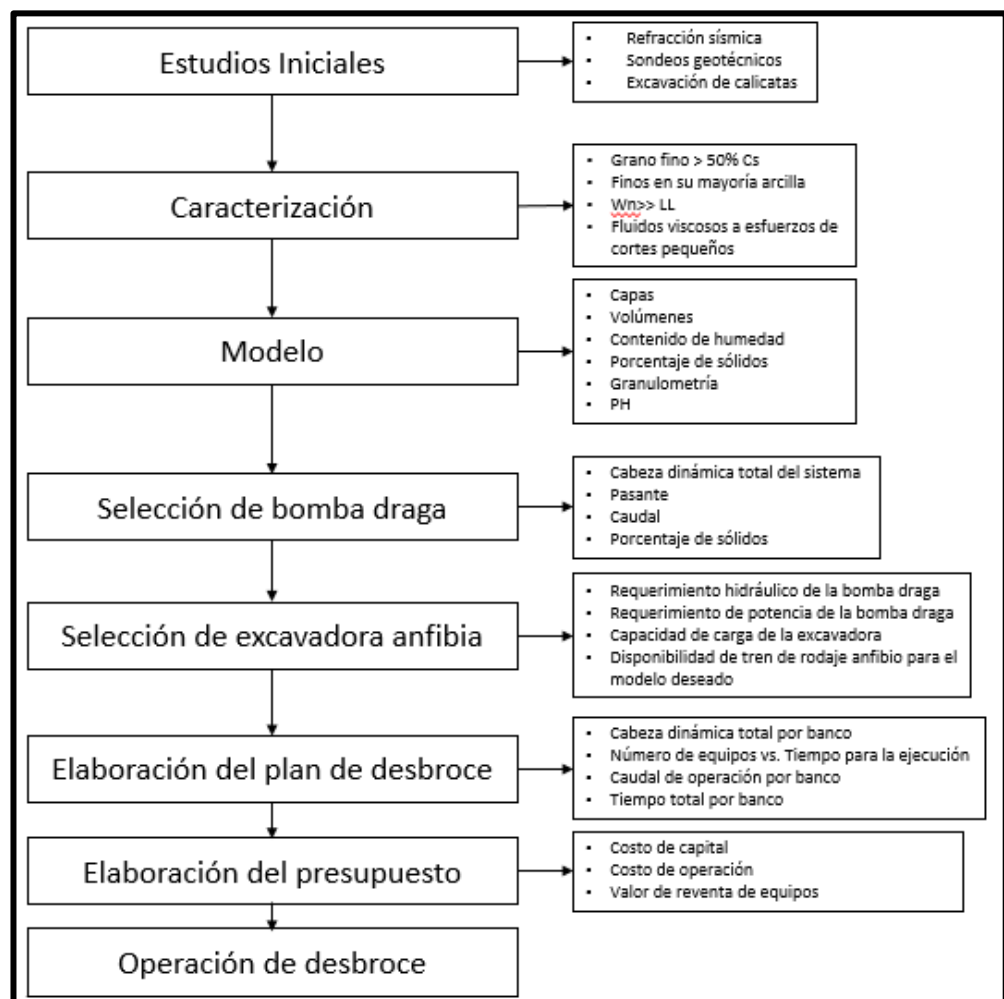 Estudios Iniciales
▪ Refracción sísmica
▪ Sondeos geotécnicos
▪ Excavación de calicatas
Caracterización
▪ Grano fino > 50% Cs
▪ Finos en su mayoría arcilla
▪ Wn>> LL
▪ Fluidos viscosos a esfuerzos de
cortes pequeños
Modelo
▪ Capas
▪ Volúmenes
▪ Contenido de humedad
▪ Porcentaje de sólidos
▪ Granulometría
▪ PH
Selección de bomba draga
▪ Cabeza dinámica total del sistema
▪ Pasante
▪ Caudal
▪ Porcentaje de sólidos
Selección de excavadora anfibia
▪ Requerimiento hidráulico de la bomba draga
▪ Requerimiento de potencia de la bomba draga
▪ Capacidad de carga de la excavadora
▪ Disponibilidad de tren de rodaje anfibio para el
modelo deseado
Elaboración del plan de desbroce
▪ Cabeza dinámica total por banco
▪ Número de equipos vs. Tiempo para la ejecución
▪ Caudal de operación por banco
▪ Tiempo total por banco
Elaboración del presupuesto
▪ Costo de capital
▪ Costo de operación
▪ Valor de reventa de equipos
Operación de desbroce